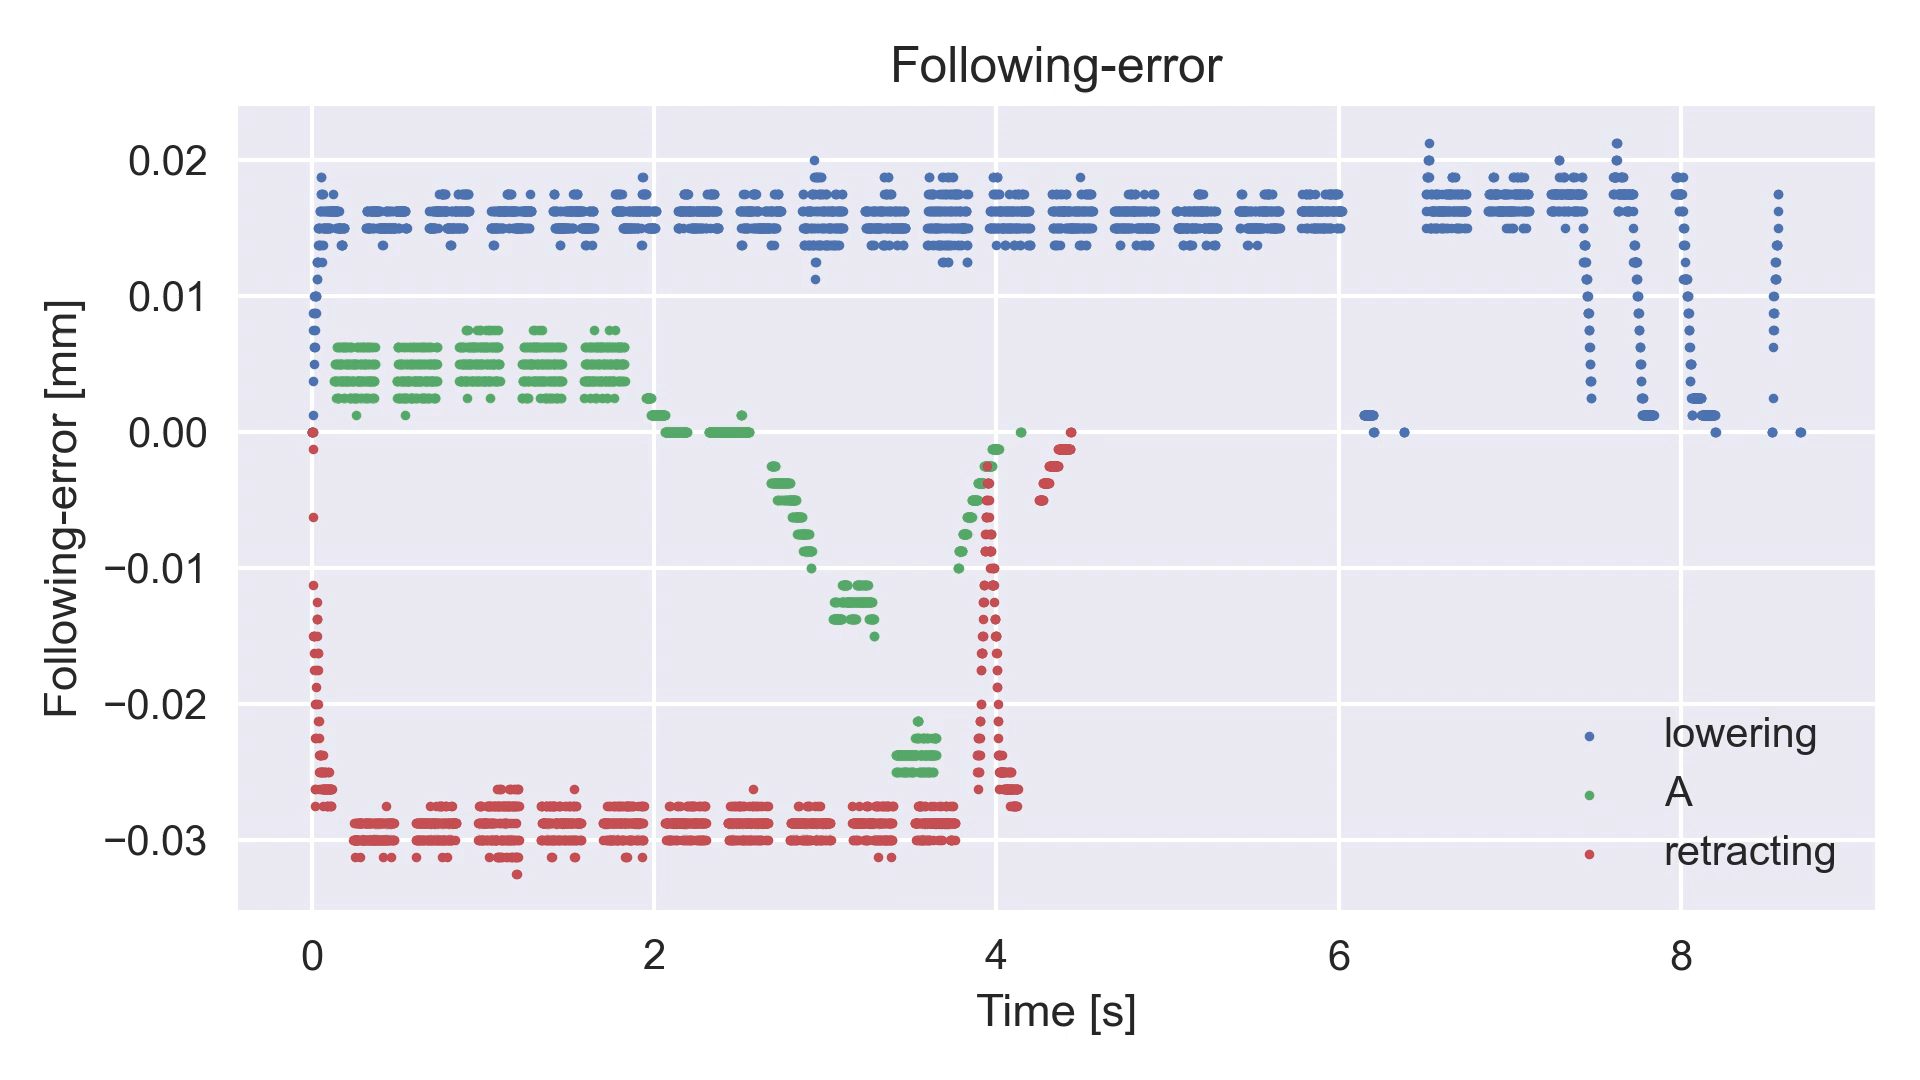 Following-error
0.02
0.01
0.00
−0.01
−0.02
−0.03
Following-error [mm]
lowering
A
retracting
0 2 4 6 8
Time [s]